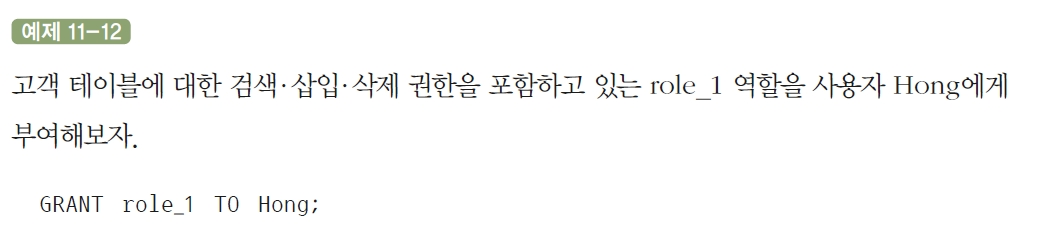 예제 11-12
고객 테이블에 대한 검색·삽입·삭제 권한을 포함하고 있는 role_1 역할을 사용자 Hong에게
부여해보자.
GRANT role_1 TO Hong;